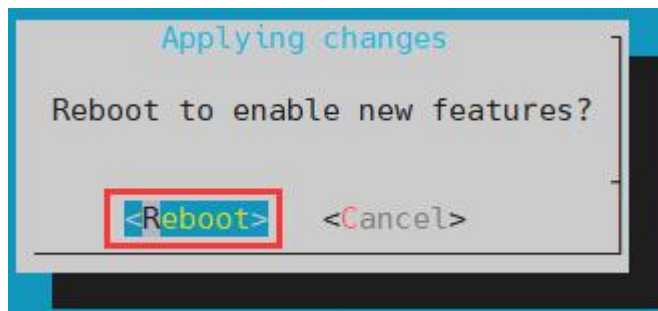 Applying changes
Reboot to enable new features?
<Reboot> <Cancel>